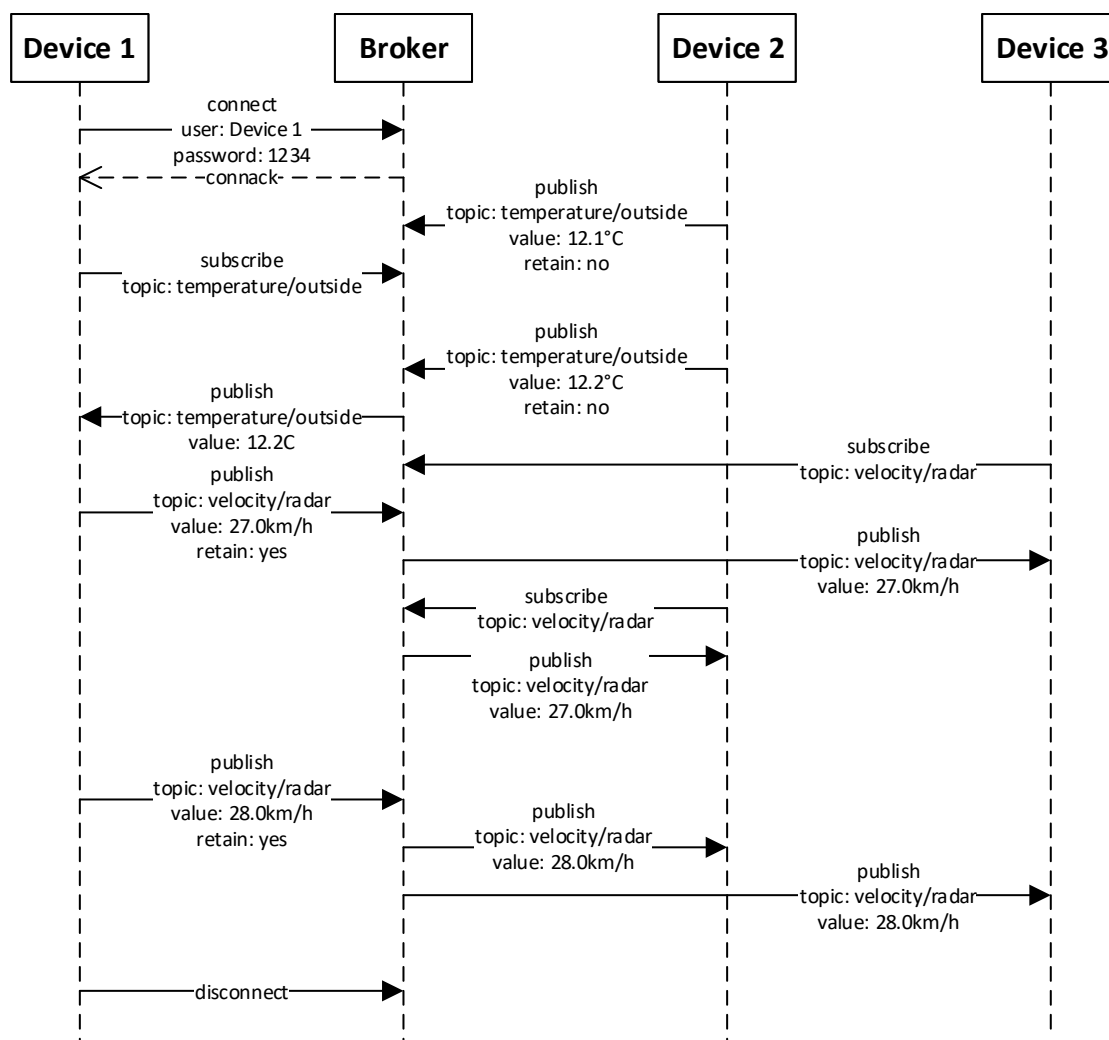 Device 1
Broker
Device 2
Device 3
connect
user: Device 1
password: 1234
connack
publish
topic: temperature/outside
value: 12.1°C
retain: no
subscribe
topic: temperature/outside
publish
topic: temperature/outside
value: 12.2°C
retain: no
publish
topic: temperature/outside
value: 12.2C
subscribe
topic: velocity/radar
publish
topic: velocity/radar
value: 27.0km/h
retain: yes
publish
topic: velocity/radar
value: 27.0km/h
subscribe
topic: velocity/radar
publish
topic: velocity/radar
value: 27.0km/h
publish
topic: velocity/radar
value: 28.0km/h
retain: yes
publish
topic: velocity/radar
value: 28.0km/h
publish
topic: velocity/radar
value: 28.0km/h
disconnect